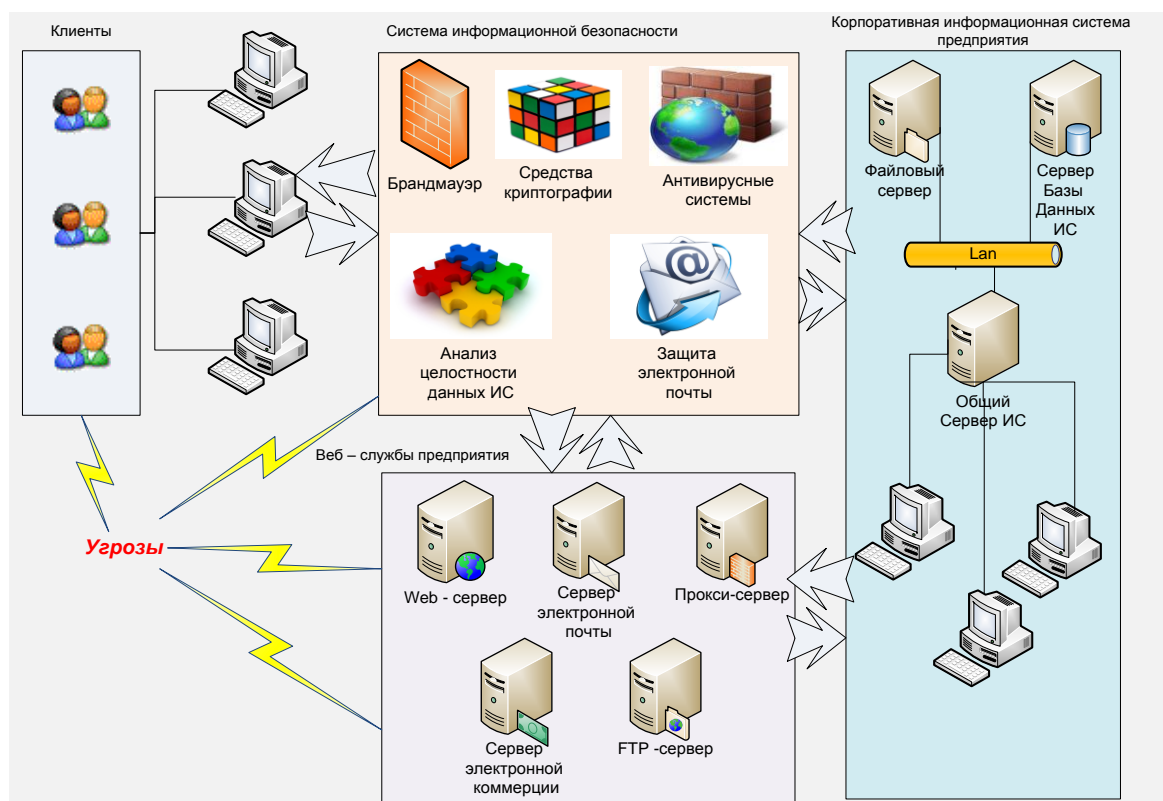 Клиенты
Система информационной безопасности
Корпоративная информационная система
предприятия
Брандмауэр
Средства
криптографии
Антивирусные
системы
Анализ
целостности
данных ИС
Защита
электронной
почты
Файловый
сервер
Сервер
Базы
Данных
ИС
Lan
Общий
Сервер ИС
Веб – службы предприятия
Угрозы
Web - сервер
Сервер
электронной
почты
Прокси-сервер
Сервер
электронной
коммерции
FTP -сервер